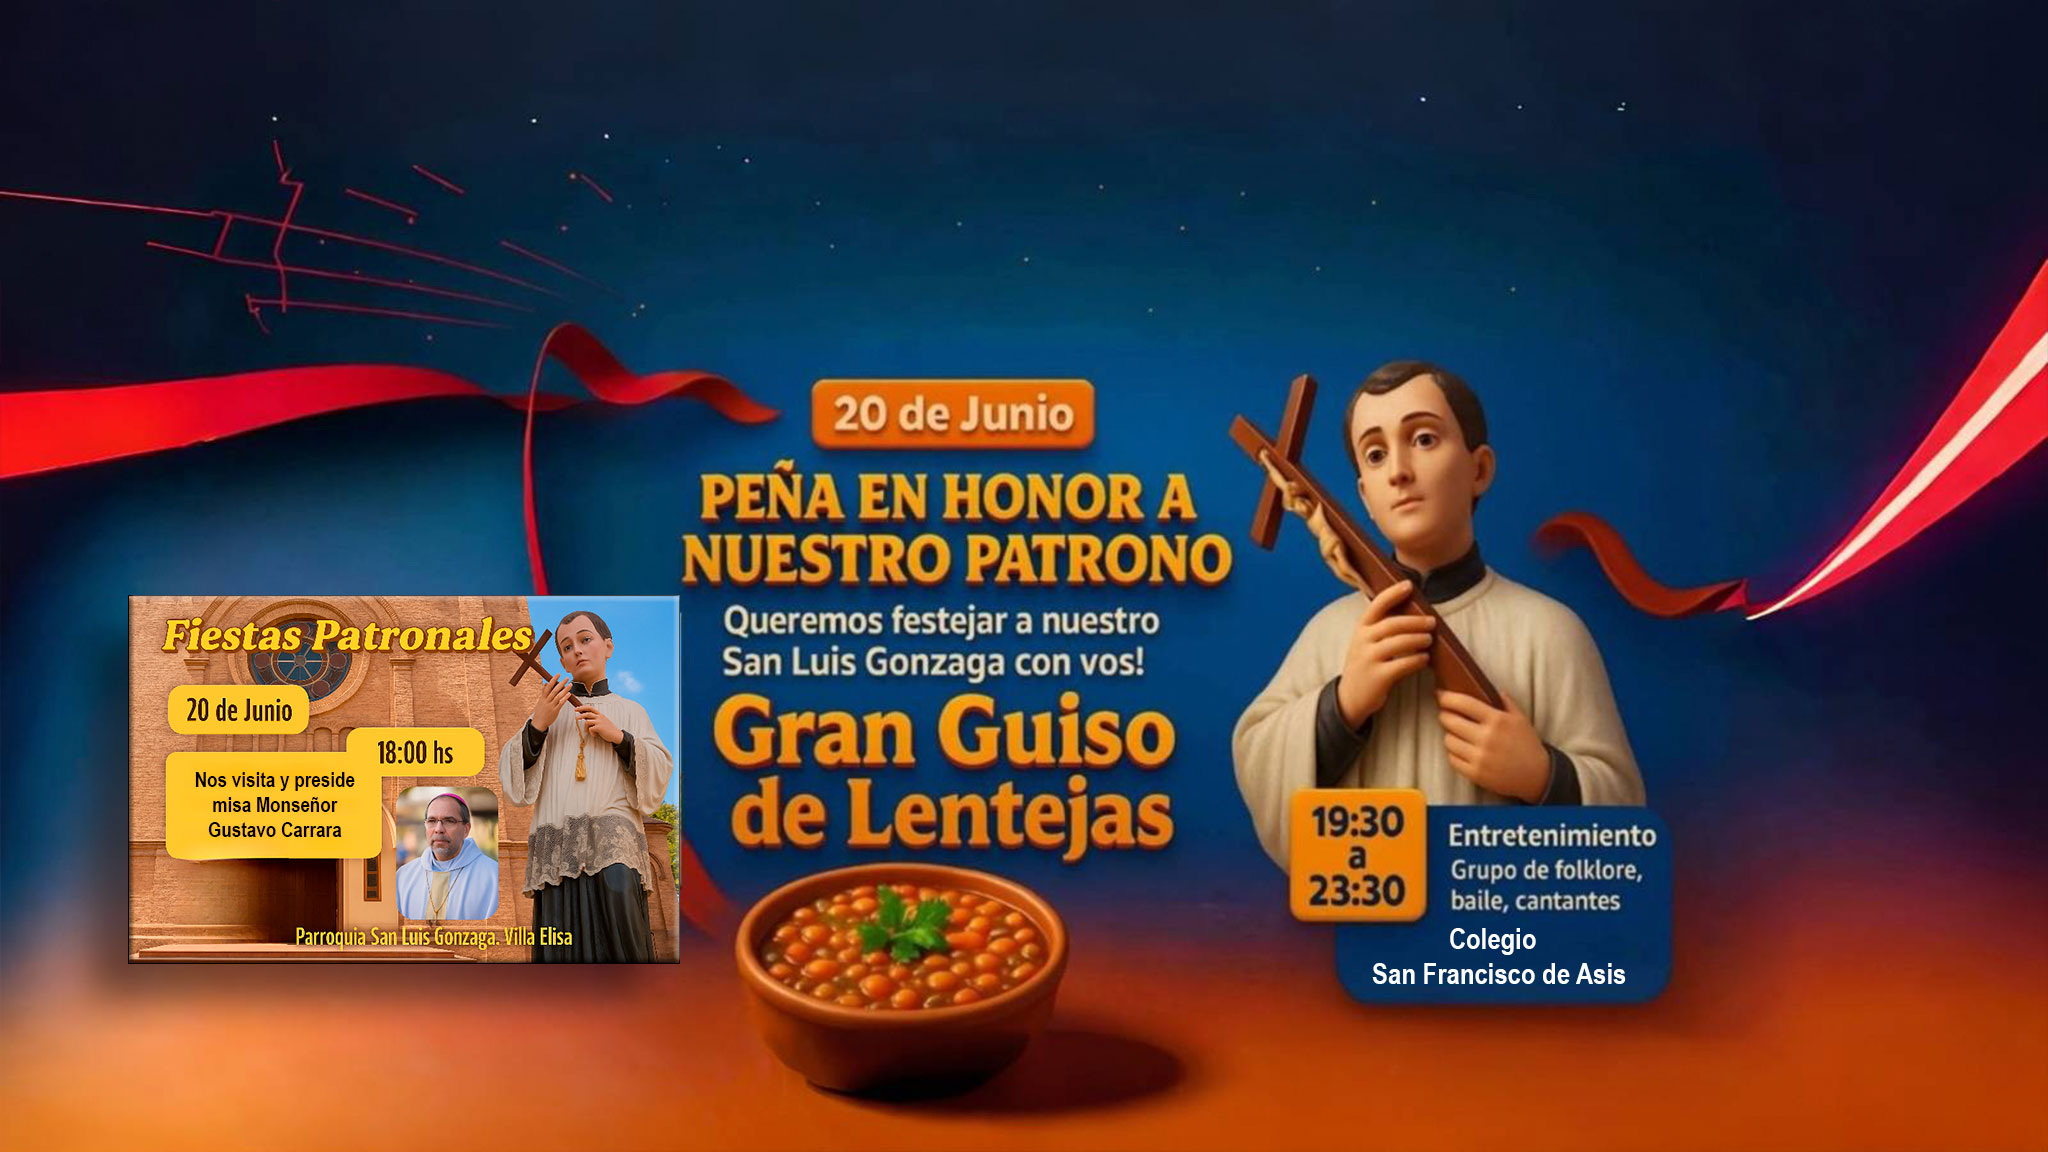 20 de Junio
PEÑA EN HONOR A
NUESTRO PATRONO
Queremos festejar a nuestro
San Luis Gonzaga con vos!
Gran Guiso
de Lentejas
19:30
a
23:30
Entretenimiento
Grupo de folklore,
baile, cantantes
Colegio
San Francisco de Asis
Fiestas Patronales
20 de Junio
18:00 hs
Nos visita y preside
misa Monseñor
Gustavo Carrara
Parroquia San Luis Gonzaga. Villa Elisa